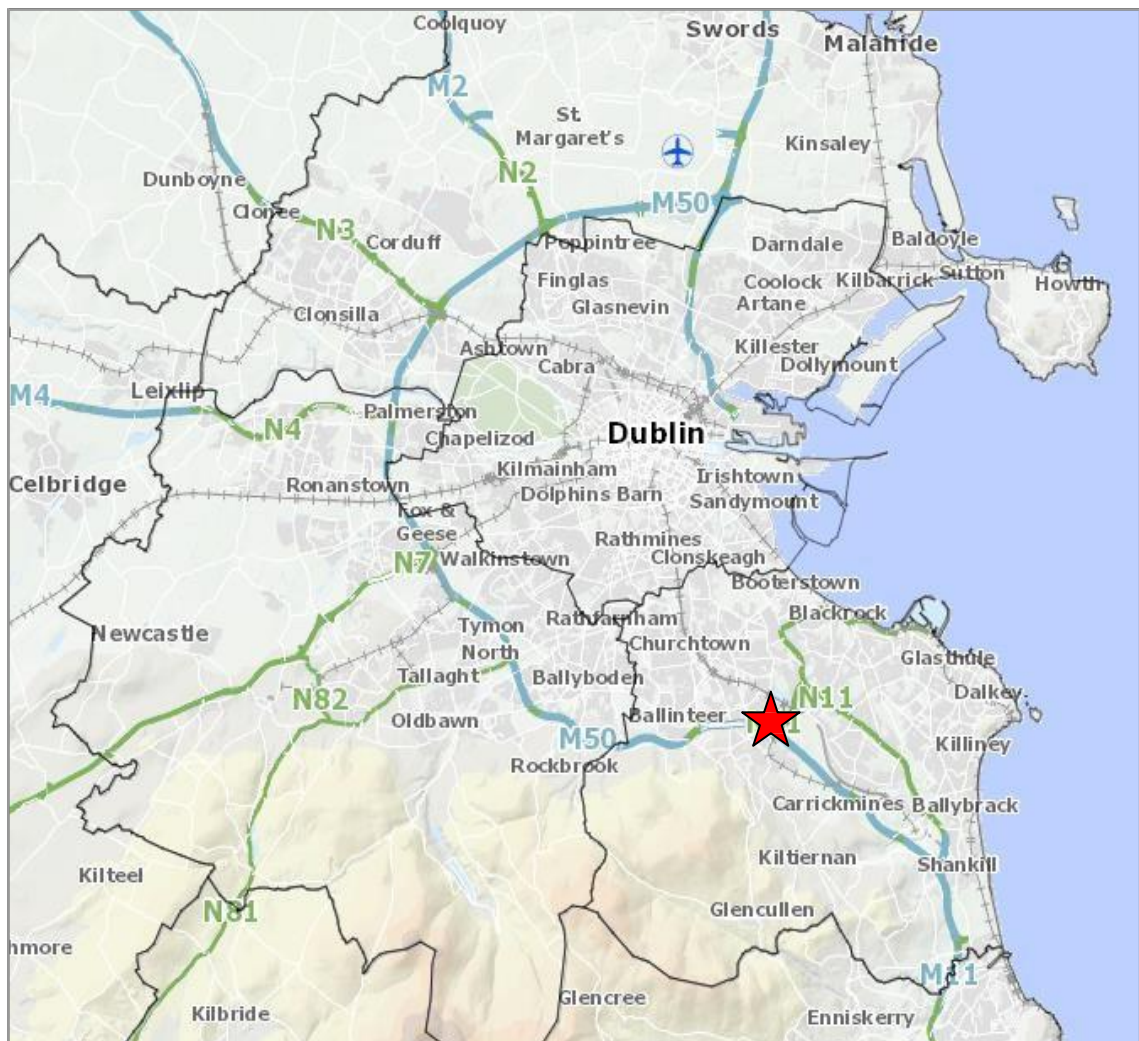 Coolquoy
Swords
Malahide
M2
St.
Margaret's
Kinsaley
N2
Dunboyne
M50
Clonee
N3
Corduff
Poppintree
Darndale
Baldoyle
Finglas
Coolock
Kilbarrick
Sutton
Howth
Glasnevin
Artane
Clonsilla
Ashtown
Killester
Cabra
Dollymount
M4
Leixlip
Palmerston
N4
Chapelizod
Dublin
Kilmainham
Irishtown
Celbridge
Ronanstown
Dolphins Barn
Sandymount
Fox &
Geese
Rathmines
N7
Walkinstown
Clonskeagh
Booterstown
Rathfarnham
Blackrock
Newcastle
Tymon
North
Churchtown
Glasthule
Tallaght
Ballyboden
Dalkey
N82
N11
Oldbawn
Ballinteer
M50
Killiney
Rockbrook
Carrickmines
Ballybrack
Kilteel
Kiltiernan
Shankill
N81
Glencullen
hmore
M11
Glencree
Kilbride
Enniskerry